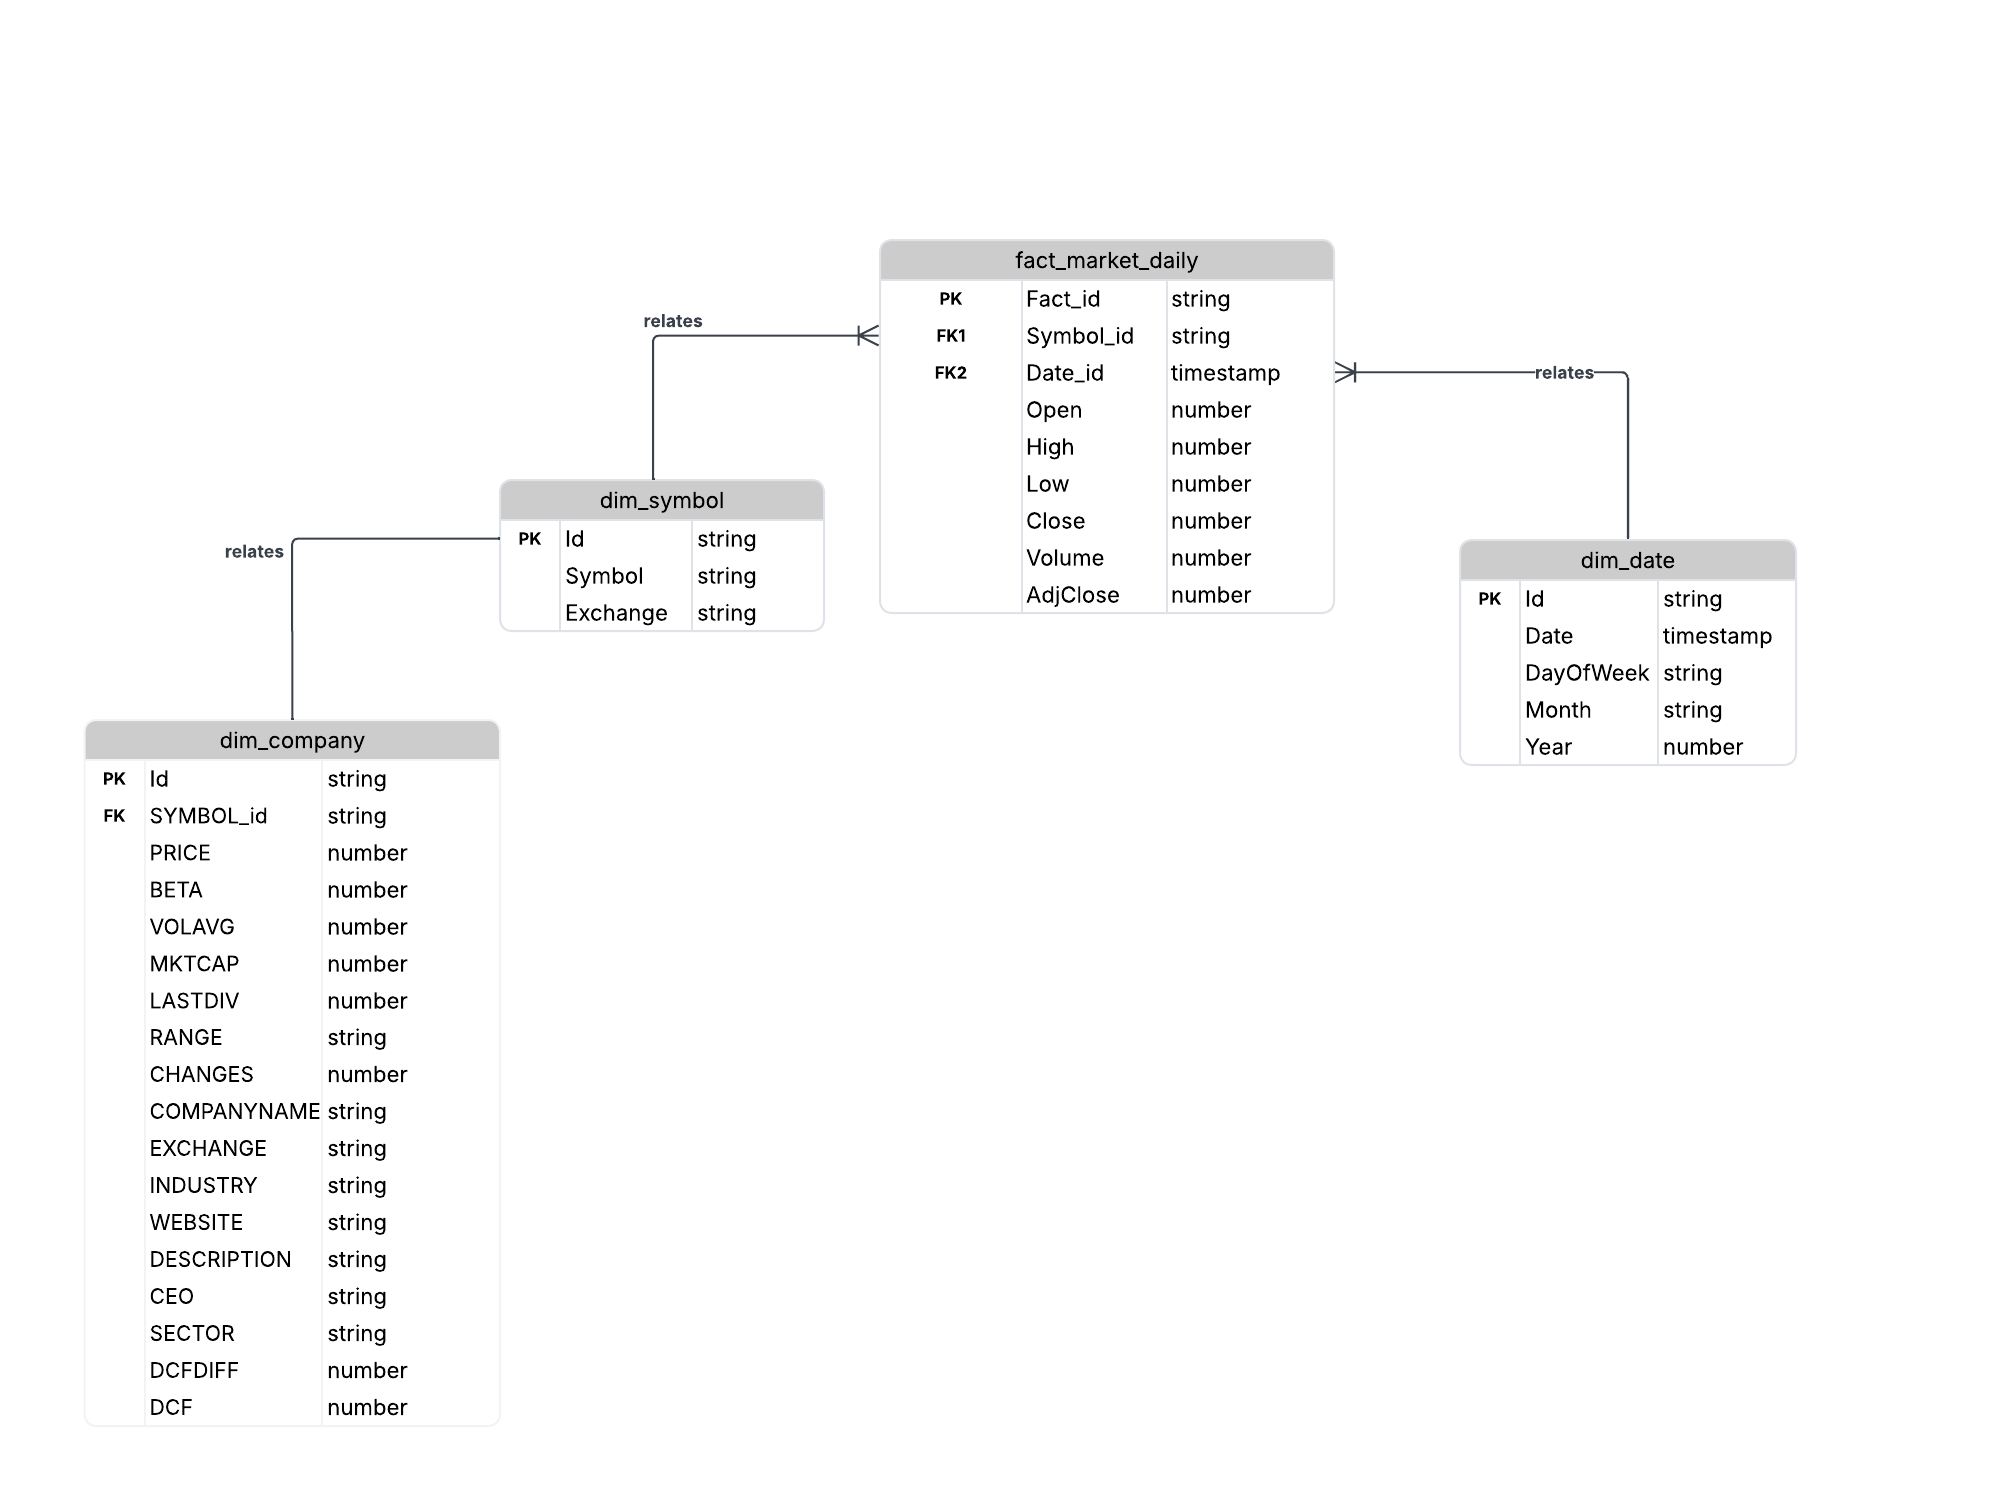 fact_market_daily
PK Fact_id string
FK1 Symbol_id string
FK2 Date_id timestamp
Open number
High number
Low number
Close number
Volume number
AdjClose number
relates
relates
dim_symbol
PK Id string
Symbol string
Exchange string
dim_date
PK Id string
Date timestamp
DayOfWeek string
Month string
Year number
relates
dim_company
PK Id string
FK SYMBOL_id string
PRICE number
BETA number
VOLAVG number
MKTCAP number
LASTDIV number
RANGE string
CHANGES number
COMPANYNAME string
EXCHANGE string
INDUSTRY string
WEBSITE string
DESCRIPTION string
CEO string
SECTOR string
DCFDIFF number
DCF number